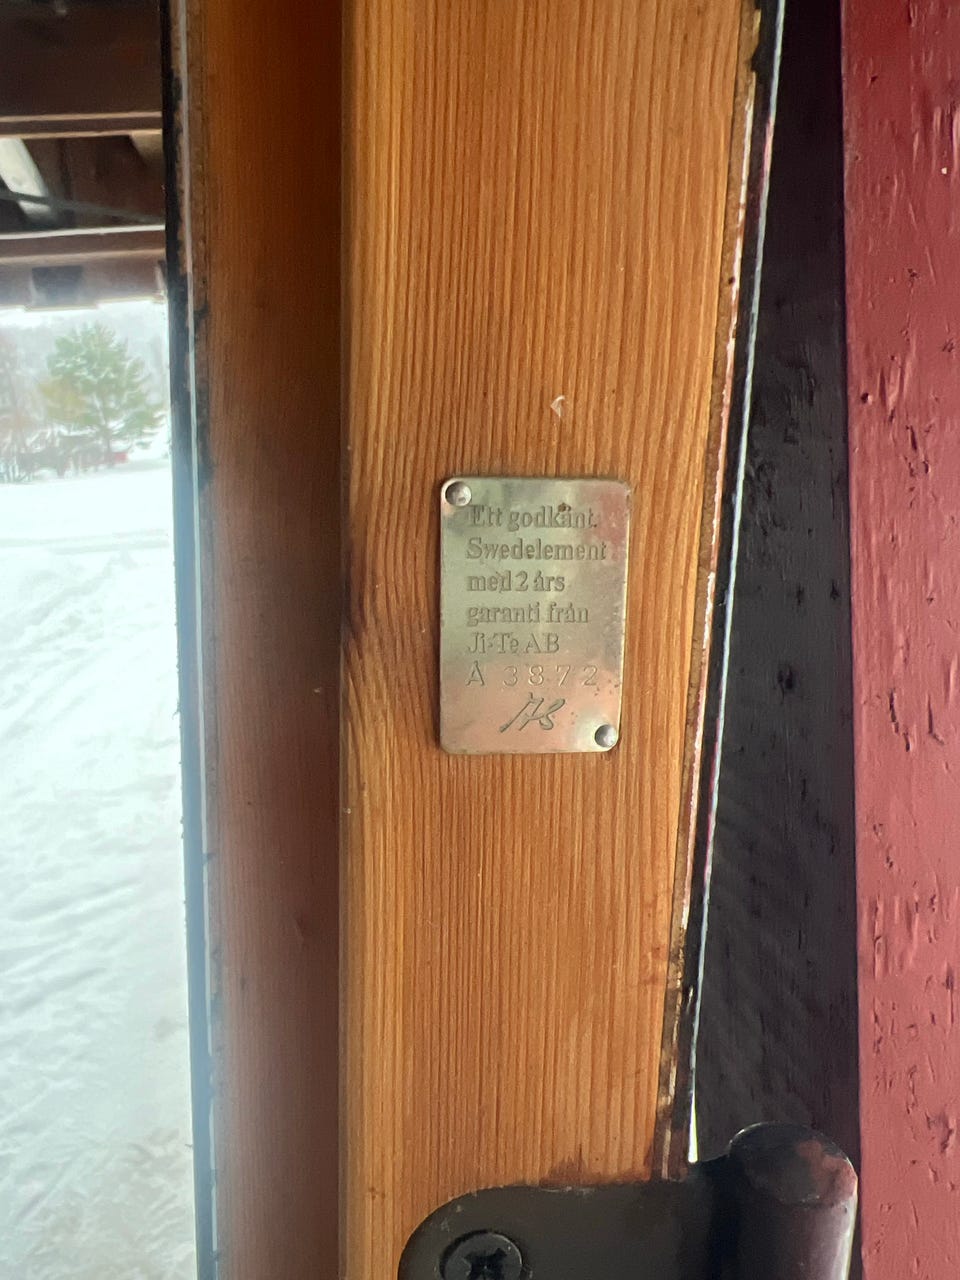 Ett godkänt
Swedelement
med 2 års
garanti från
Ji-Te AB
A 3872